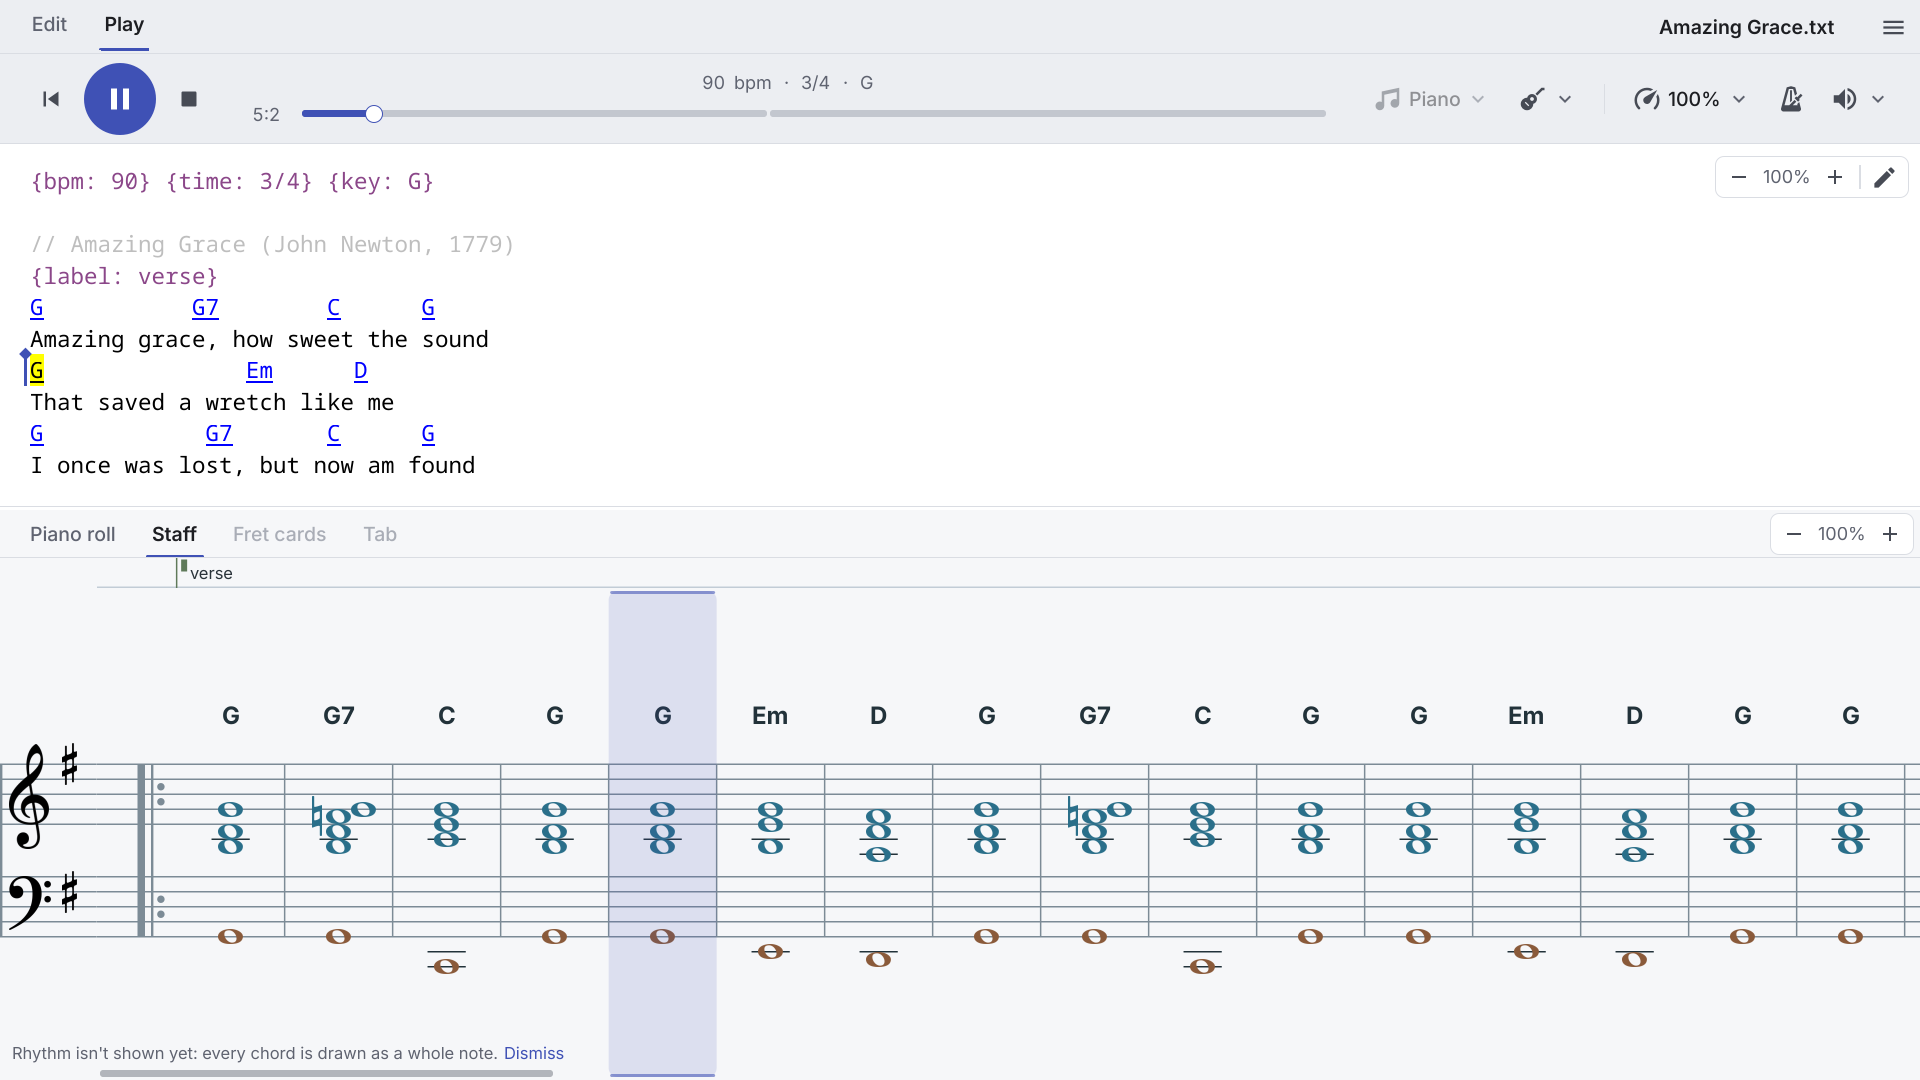 Edit Play Amazing Grace.txt
90 bpm · 3/4 · G
5:2 Piano 100%
{bpm: 90} {time: 3/4} {key: G}
100%
// Amazing Grace (John Newton, 1779)
{label: verse}
G G7 C G
Amazing grace, how sweet the sound
G Em D
That saved a wretch like me
G G7 C G
I once was lost, but now am found
Piano roll Staff Fret cards Tab 100%
verse
G G7 C G G Em D G G7 C G G Em D G G
Rhythm isn't shown yet: every chord is drawn as a whole note. Dismiss